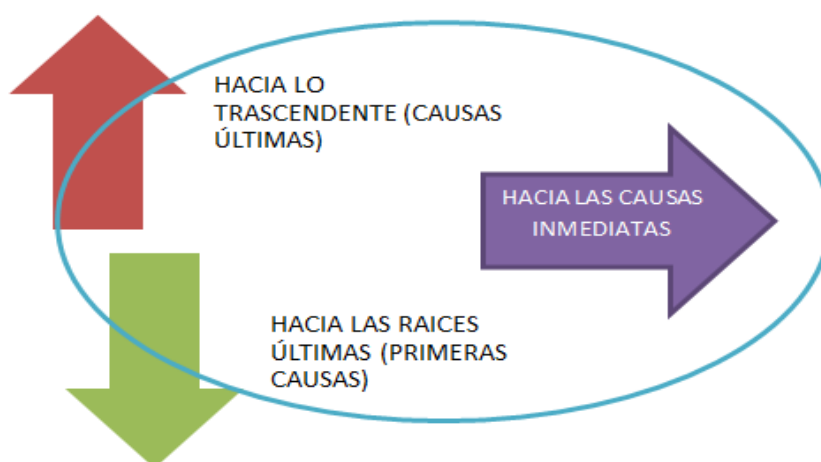 HACIA LO
TRASCENDENTE (CAUSAS
ÚLTIMAS)
HACIA LAS CAUSAS
INMEDIATAS
HACIA LAS RAICES
ÚLTIMAS (PRIMERAS
CAUSAS)